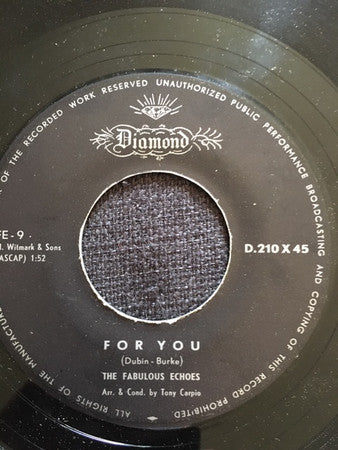 OF THE RECORDED WORK RESERVED UNAUTHORIZED PUBLIC PERFORMANCE BROADCASTING AND COPYING OF THIS RECORD PROHIBITED
ALL RIGHTS OF THE MANUFACTURER
Diamond
FE-9
Witmark & Sons
ASCAP) 1:52
D.210 X 45
FOR YOU
(Dubin - Burke)
THE FABULOUS ECHOES
Arr. & Cond. by Tony Carpio